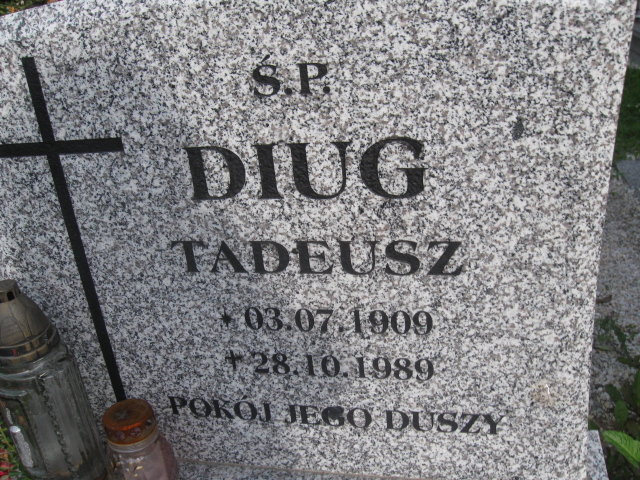 Ś.P.
DIUG
TADEUSZ
* 03.07.1909
+ 28.10.1989
POKÓJ JEGO DUSZY